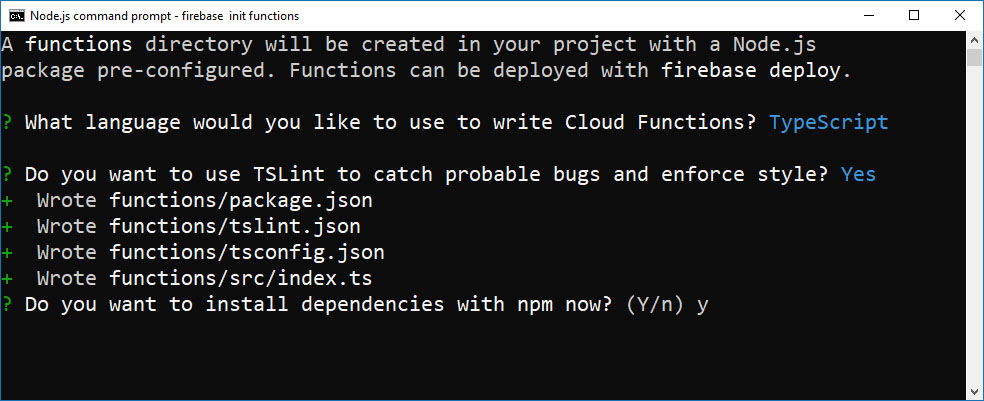 Node.js command prompt - firebase  init functions
A functions directory will be created in your project with a Node.js
package pre-configured. Functions can be deployed with firebase deploy.
? What language would you like to use to write Cloud Functions? TypeScript
? Do you want to use TSLint to catch probable bugs and enforce style? Yes
+  Wrote functions/package.json
+  Wrote functions/tslint.json
+  Wrote functions/tsconfig.json
+  Wrote functions/src/index.ts
? Do you want to install dependencies with npm now? (Y/n) y